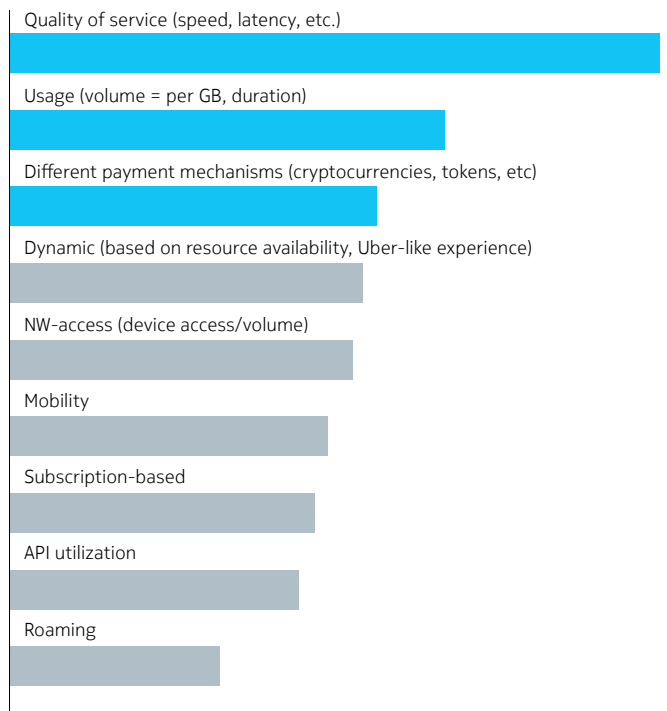 Quality of service (speed, latency, etc.)
Usage (volume = per GB, duration)
Different payment mechanisms (cryptocurrencies, tokens, etc)
Dynamic (based on resource availability, Uber-like experience)
NW-access (device access/volume)
Mobility
Subscription-based
API utilization
Roaming